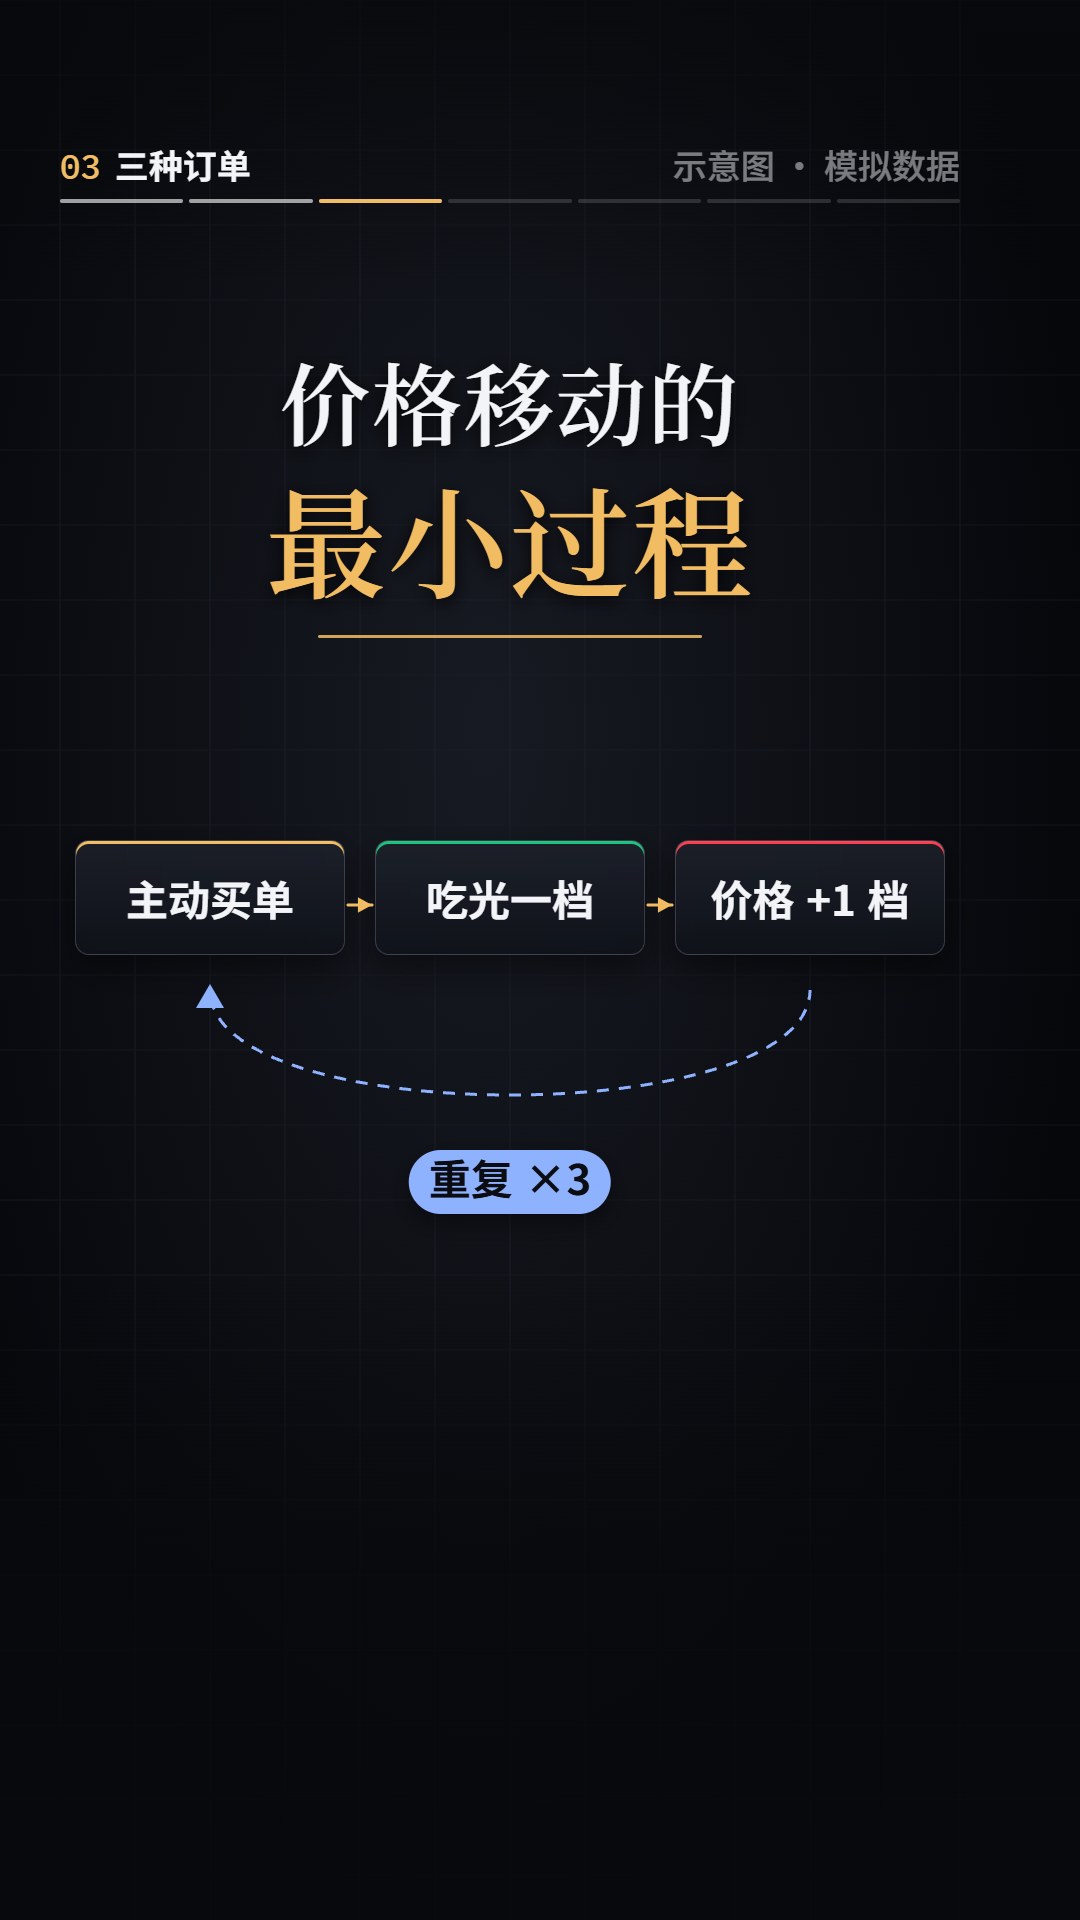 03 三种订单
示意图 · 模拟数据
价格移动的
最小过程
主动买单
吃光一档
价格 +1 档
重复 ×3